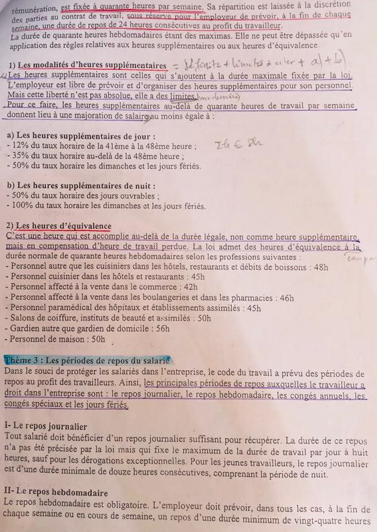 rémunération, est fixée à quarante heures par semaine. Sa répartition est laissée à la discrétion
des parties au contrat de travail, sous réserve pour l'employeur de prévoir, à la fin de chaque
semaine, une durée de repos de 24 heures consécutives au profit du travailleur.
La durée de quarante heures hebdomadaires étant des maximas. Elle ne peut être dépassée qu'en
application des règles relatives aux heures supplémentaires ou aux heures d'équivalence
1) Les modalités d'heures supplémentaires
Les heures supplémentaires sont celles qui s'ajoutent à la durée maximale fixée par la loi.
L'employeur est libre de prévoir et d'organiser des heures supplémentaires pour son personnel.
Mais cette liberté n'est pas absolue, elle a des limites
Pour ce faire, les heures supplémentaires au-delà de quarante heures de travail par semaine
donnent lieu à une majoration de salaire au moins égale à :
a) Les heures supplémentaires de jour :
- 12% du taux horaire de la 41ème à la 48ème heure ;
- 35% du taux horaire au-delà de la 48ème heure ;
- 50% du taux horaire les dimanches et les jours fériés.
b) Les heures supplémentaires de nuit :
- 50% du taux horaire des jours ouvrables ;
- 100% du taux horaire les dimanches et les jours fériés.
2) Les heures d'équivalence
C'est une heure qui est accomplie au-delà de la durée légale, non comme heure supplémentaire,
mais en compensation d'heure de travail perdue. La loi admet des heures d'équivalence à la
durée normale de quarante heures hebdomadaires selon les professions suivantes :
- Personnel autre que les cuisiniers dans les hôtels, restaurants et débits de boissons : 48h
- Personnel cuisinier dans les hôtels et restaurants : 45h
- Personnel affecté à la vente dans le commerce : 42h
- Personnel affecté à la vente dans les boulangeries et dans les pharmacies : 46h
- Personnel paramédical des hôpitaux et établissements assimilés : 45h
- Salons de coiffure, instituts de beauté et assimilés : 50h
- Gardien autre que gardien de domicile : 56h
- Personnel de maison : 50h
Thème 3 : Les périodes de repos du salarié
Dans le souci de protéger les salariés dans l'entreprise, le code du travail a prévu des périodes de
repos au profit des travailleurs. Ainsi, les principales périodes de repos auxquelles le travailleur a
droit dans l'entreprise sont : le repos journalier, le repos hebdomadaire, les congés annuels, les
congés spéciaux et les jours fériés.
I- Le repos journalier
Tout salarié doit bénéficier d'un repos journalier suffisant pour récupérer. La durée de ce repos
n'a pas été précisée par la loi mais qui fixe le maximum de la durée de travail par jour à huit
heures, sauf pour les dérogations exceptionnelles. Pour les jeunes travailleurs, le repos journalier
est d'une durée minimale de douze heures consécutives, comprenant la période de nuit.
II- Le repos hebdomadaire
Le repos hebdomadaire est obligatoire. L'employeur doit prévoir, dans tous les cas, à la fin de
chaque semaine ou en cours de semaine, un repos d'une durée minimum de vingt-quatre heures